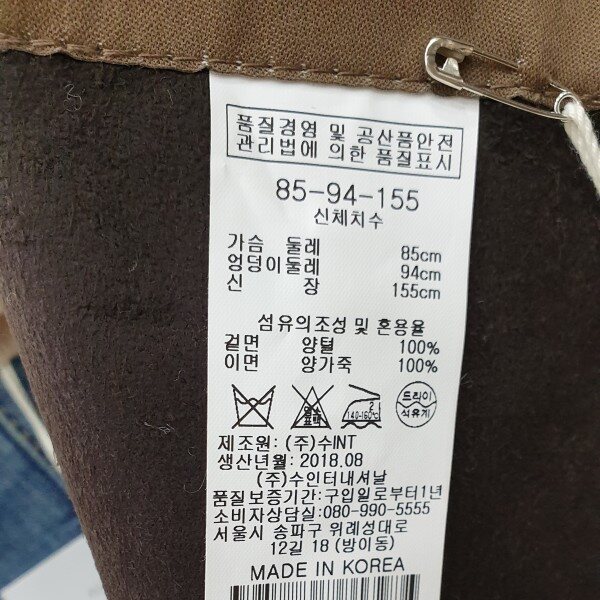 품질경영 및 공산품안전
관리법에 의한 품질표시
85-94-155
신체치수
가슴 둘레 85cm
엉덩이둘레 94cm
신 장 155cm
섬유의조성 및 혼용율
겉면 양털 100%
이면 양가죽 100%
140-160℃ 2
드라이
석유계
제조원: (주)수INT
생산년월: 2018.08
(주)수인터내셔날
품질보증기간: 구입일로부터1년
소비자상담실: 080-990-5555
서울시 송파구 위례성대로
12길 18 (방이동)
MADE IN KOREA